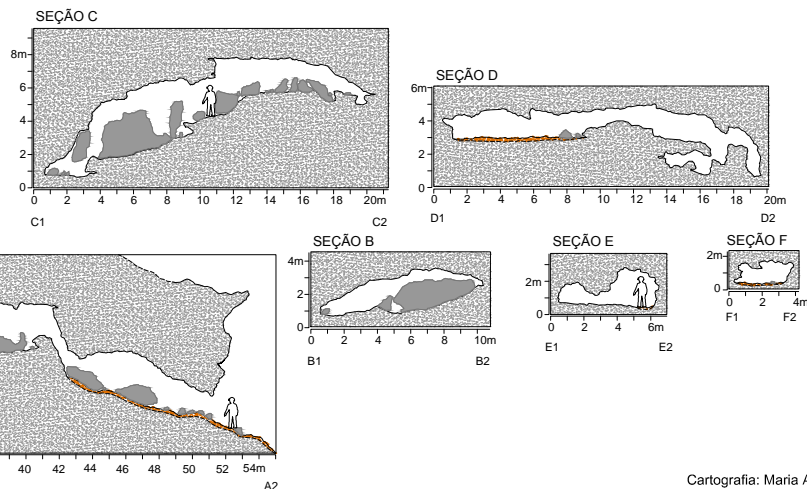 SEÇÃO C
8m
6
4
2
0
0 2 4 6 8 10 12 14 16 18 20m
C1 C2
SEÇÃO D
6m
4
2
0
0 2 4 6 8 10 12 14 16 18 20m
D1 D2
SEÇÃO B
4m
2
0
0 2 4 6 8 10m
B1 B2
SEÇÃO E
2m
0
0 2 4 6m
E1 E2
SEÇÃO F
2m
0
0 2 4m
F1 F2
40 42 44 46 48 50 52 54m
A2
Cartografia: Maria A